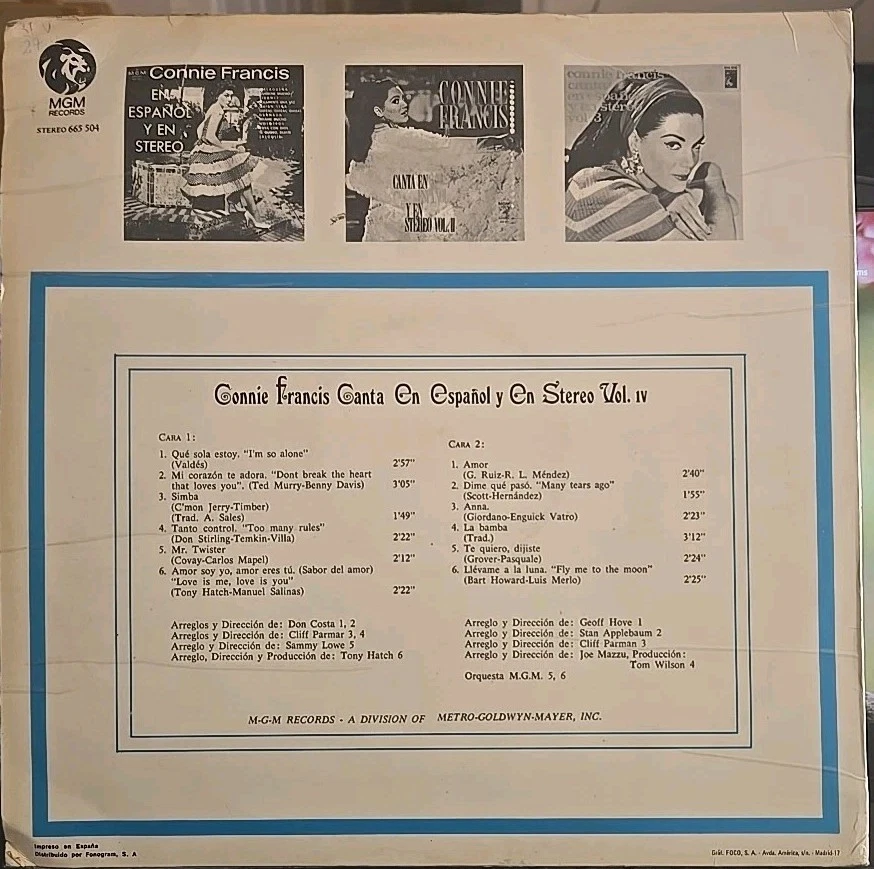 MGM
RECORDS
STEREO 665 504
Connie Francis
EN
ESPAÑOL
Y EN
STEREO
CONNIE
FRANCIS
CANTA EN
Y EN
STEREO VOL. II
connie francis
canta
en español
y en stereo
vol. 3
Connie Francis Canta En Español y En Stereo Vol. IV
CARA 1:
1. Qué sola estoy. "I'm so alone"
(Valdés) 2'57"
2. Mi corazón te adora. "Dont break the heart
that loves you". (Ted Murry-Benny Davis) 3'05"
3. Simba
(C'mon Jerry-Timber)
(Trad. A. Sales) 1'49"
4. Tanto control. "Too many rules"
(Don Stirling-Temkin-Villa) 2'22"
5. Mr. Twister
(Covay-Carlos Mapel) 2'12"
6. Amor soy yo, amor eres tú. (Sabor del amor)
"Love is me, love is you"
(Tony Hatch-Manuel Salinas) 2'22"
Arreglos y Dirección de: Don Costa 1, 2
Arreglos y Dirección de: Cliff Parmar 3, 4
Arreglo y Dirección de: Sammy Lowe 5
Arreglo, Dirección y Producción de: Tony Hatch 6
CARA 2:
1. Amor
(G. Ruiz-R. L. Méndez) 2'40"
2. Dime qué pasó. "Many tears ago"
(Scott-Hernández) 1'55"
3. Anna.
(Giordano-Enguick Vatro) 2'23"
4. La bamba
(Trad.) 3'12"
5. Te quiero, dijiste
(Grover-Pasquale) 2'24"
6. Llévame a la luna. "Fly me to the moon"
(Bart Howard-Luis Merlo) 2'25"
Arreglo y Dirección de: Geoff Hove 1
Arreglo y Dirección de: Stan Applebaum 2
Arreglo y Dirección de: Cliff Parman 3
Arreglo y Dirección de: Joe Mazzu, Producción:
Tom Wilson 4
Orquesta M.G.M. 5, 6
M-G-M RECORDS - A DIVISION OF METRO-GOLDWYN-MAYER, INC.
Impreso en España
Distribuido por Fonogram, S. A
Gráf. FOCO, S. A. - Avda. América, s/n. - Madrid-17